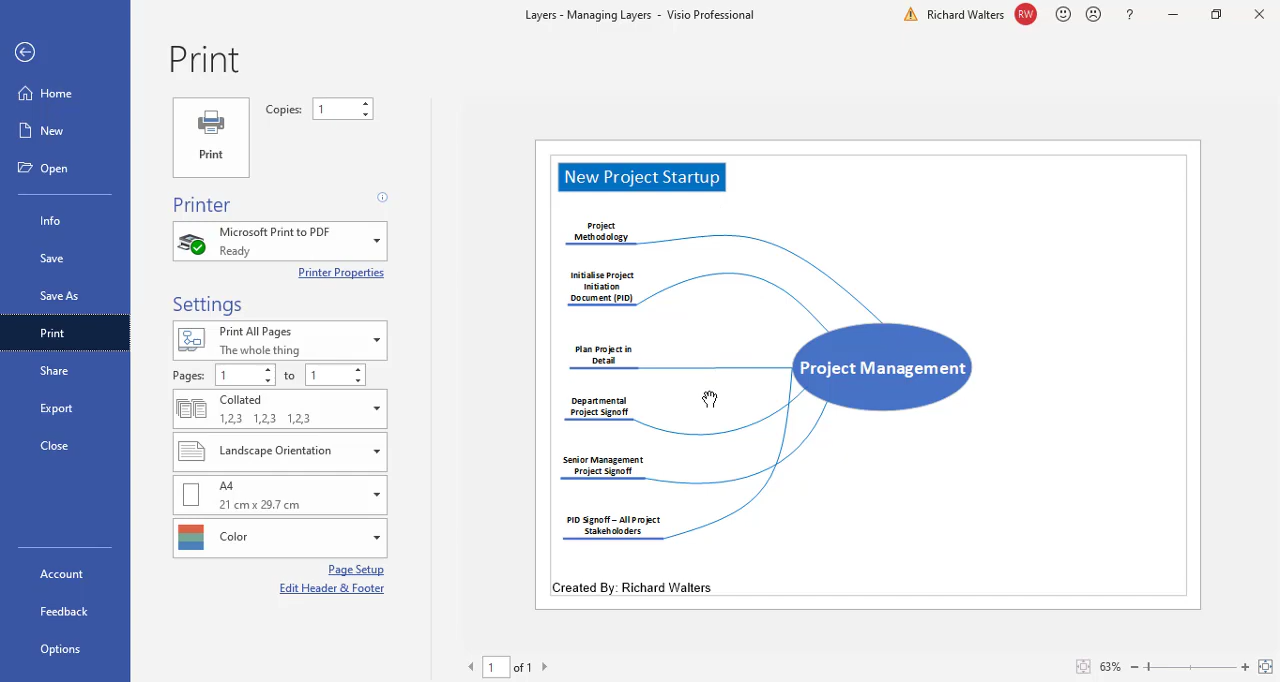 Layers - Managing Layers - Visio Professional
Richard Walters
RW
?
Home
New
Open
Info
Save
Save As
Print
Share
Export
Close
Account
Feedback
Options
Print
Print
Copies: 1
Printer
Microsoft Print to PDF
Ready
Printer Properties
Settings
Print All Pages
The whole thing
Pages: 1 to 1
Collated
1,2,3 1,2,3 1,2,3
Landscape Orientation
A4
21 cm x 29.7 cm
Color
Page Setup
Edit Header & Footer
New Project Startup
Project
Methodology
Initialise Project
Initiation
Document (PID)
Plan Project in
Detail
Departmental
Project Signoff
Senior Management
Project Signoff
PID Signoff – All Project
Stakeholders
Project Management
Created By: Richard Walters
1 of 1
63%